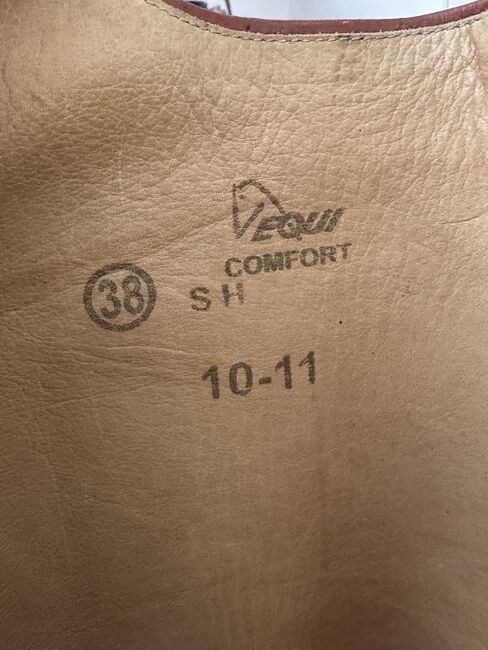 EQUI
COMFORT
38 S H
10-11